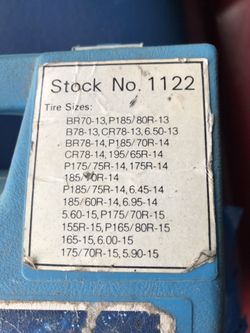 Stock No. 1122
Tire Sizes:
BR70-13, P185/80R-13
B78-13, CR78-13, 6.50-13
BR78-14, P185/70R-14
CR78-14, 195/65R-14
P175/75R-14, 175R-14
185/70R-14
P185/75R-14, 6.45-14
185/60R-14, 6.95-14
5.60-15, P175/70R-15
155R-15, P165/80R-15
165-15, 6.00-15
175/70R-15, 5.90-15